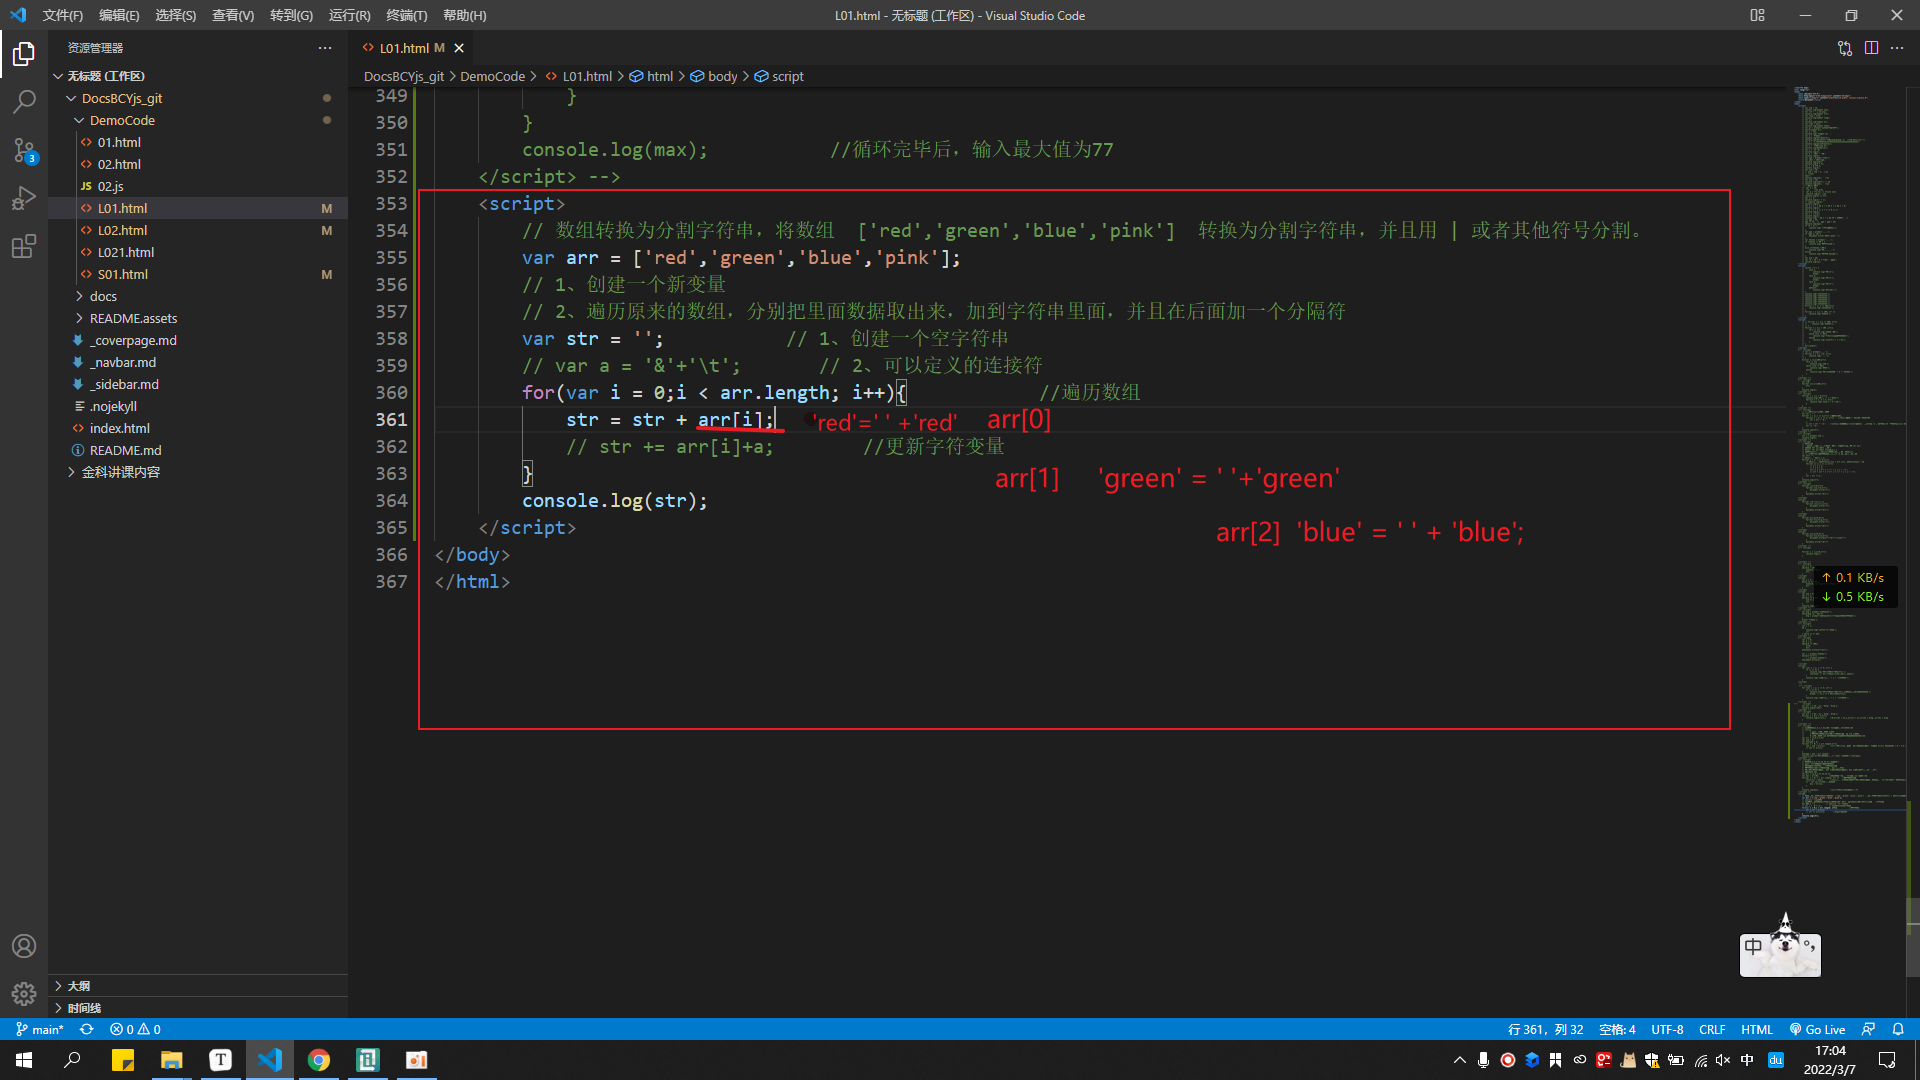 文件(F) 编辑(E) 选择(S) 查看(V) 转到(G) 运行(R) 终端(T) 帮助(H)
L01.html - 无标题 (工作区) - Visual Studio Code
资源管理器
无标题 (工作区)
DocsBCYjs_git
DemoCode
01.html
02.html
JS 02.js
L01.html M
L02.html M
L021.html
S01.html M
docs
README.assets
_coverpage.md
_navbar.md
_sidebar.md
.nojekyll
index.html
README.md
金科讲课内容
大纲
时间线
3
L01.html M
DocsBCYjs_git > DemoCode > L01.html > html > body > script
349 }
350 }
351 console.log(max); //循环完毕后，输入最大值为77
352 </script> -->
353 <script>
354 // 数组转换为分割字符串，将数组 ['red','green','blue','pink'] 转换为分割字符串，并且用 | 或者其他符号分割。
355 var arr = ['red','green','blue','pink'];
356 // 1、创建一个新变量
357 // 2、遍历原来的数组，分别把里面数据取出来，加到字符串里面，并且在后面加一个分隔符
358 var str = ''; // 1、创建一个空字符串
359 // var a = '&'+'\t'; // 2、可以定义的连接符
360 for(var i = 0;i < arr.length; i++){ //遍历数组
361 str = str + arr[i]; 'red'=' ' +'red' arr[0]
362 // str += arr[i]+a; //更新字符变量
363 }
arr[1] 'green' = ' '+'green'
364 console.log(str);
365 </script>
arr[2] 'blue' = ' ' + 'blue';
366 </body>
367 </html>
↑ 0.1 KB/s
↓ 0.5 KB/s
中 °,
main* 0 0
行 361，列 32 空格: 4 UTF-8 CRLF HTML Go Live
T
中 du
17:04
2022/3/7